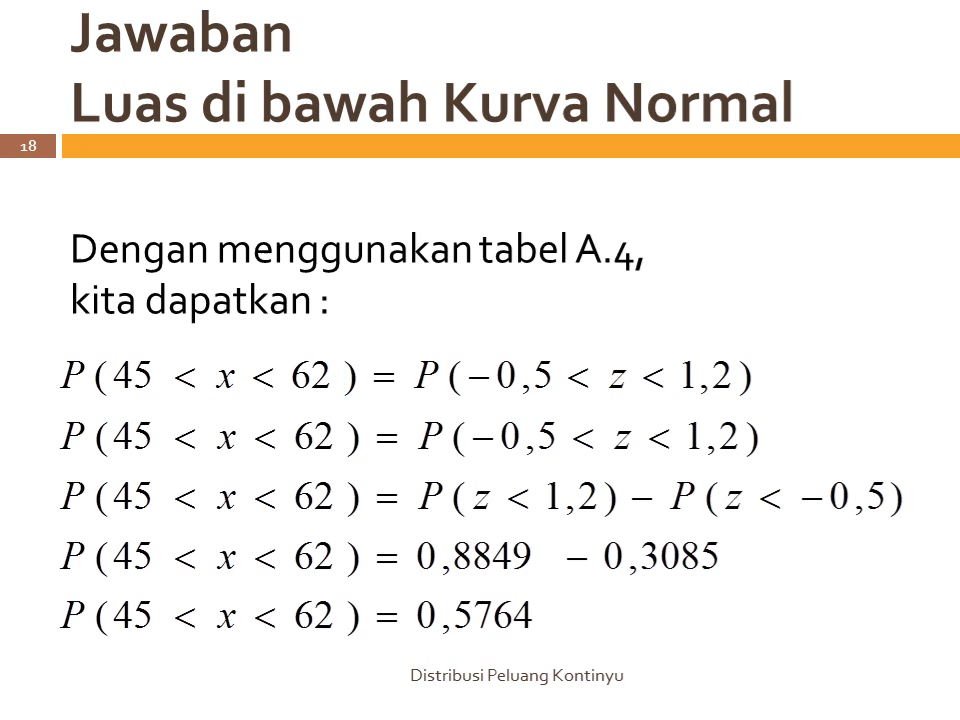 Jawaban
Luas di bawah Kurva Normal
18
Dengan menggunakan tabel A.4,
kita dapatkan :
P ( 45 < x < 62 ) = P ( − 0 ,5 < z < 1,2 )
P ( 45 < x < 62 ) = P ( − 0 ,5 < z < 1,2 )
P ( 45 < x < 62 ) = P ( z < 1,2 ) − P ( z < − 0 ,5 )
P ( 45 < x < 62 ) = 0 ,8849 − 0 ,3085
P ( 45 < x < 62 ) = 0 ,5764
Distribusi Peluang Kontinyu